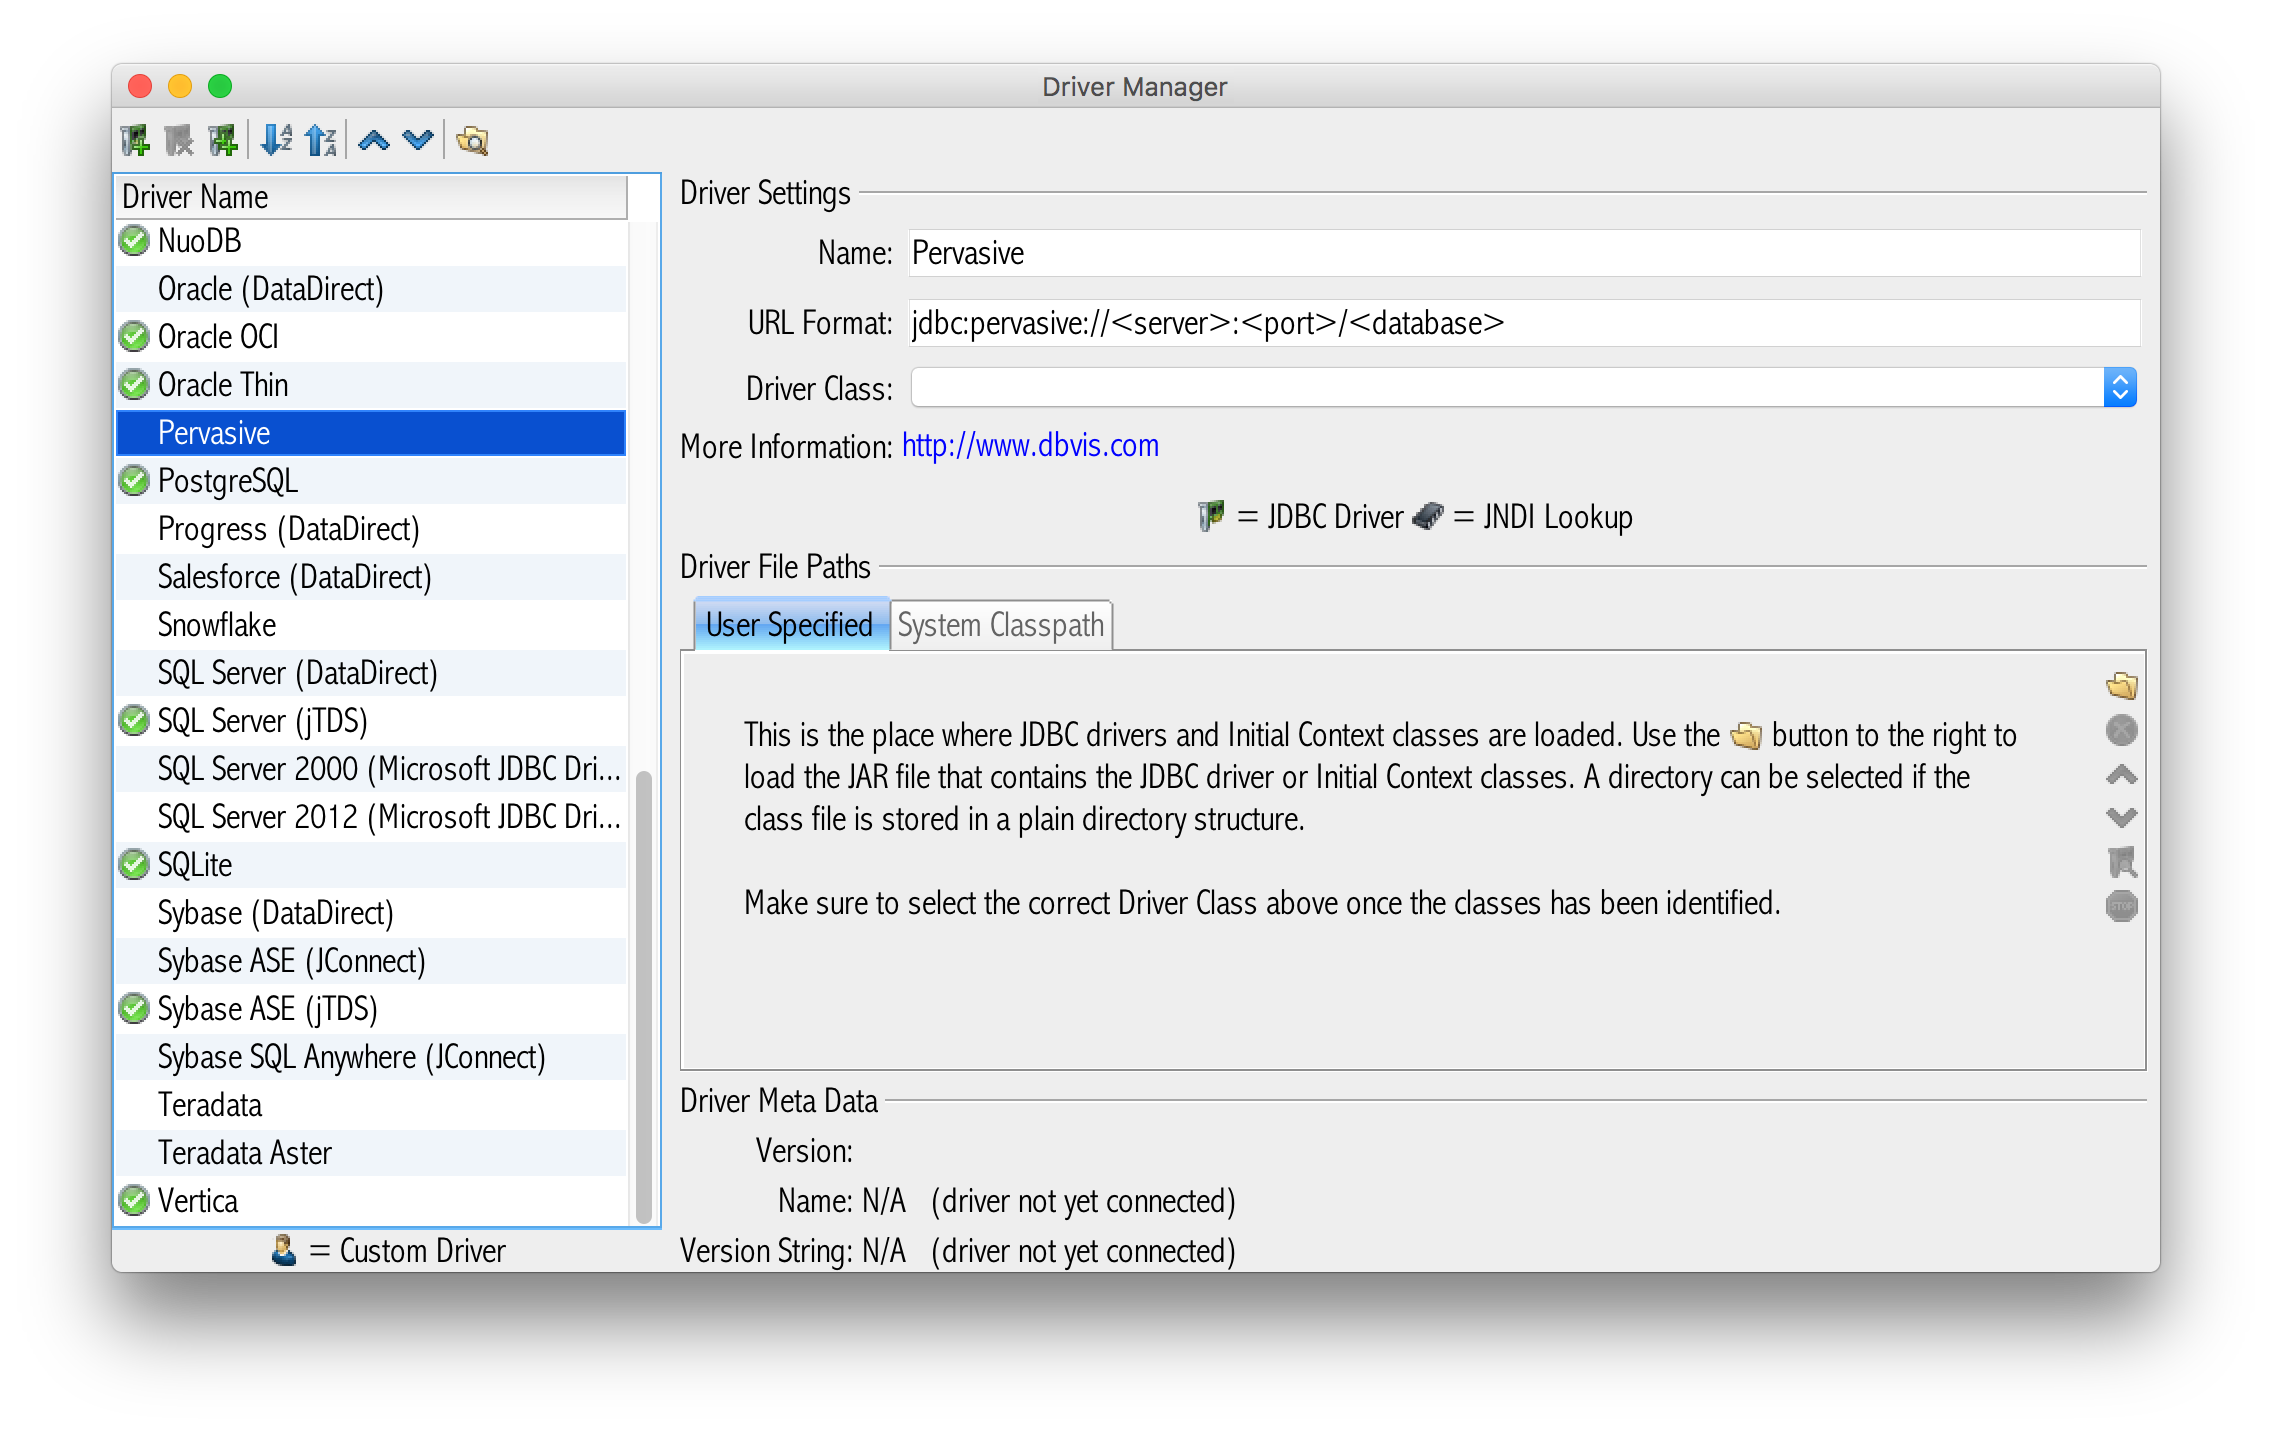 Driver Manager
Driver Name
NuoDB
Oracle (DataDirect)
Oracle OCI
Oracle Thin
Pervasive
PostgreSQL
Progress (DataDirect)
Salesforce (DataDirect)
Snowflake
SQL Server (DataDirect)
SQL Server (jTDS)
SQL Server 2000 (Microsoft JDBC Dri...
SQL Server 2012 (Microsoft JDBC Dri...
SQLite
Sybase (DataDirect)
Sybase ASE (JConnect)
Sybase ASE (jTDS)
Sybase SQL Anywhere (JConnect)
Teradata
Teradata Aster
Vertica
= Custom Driver
Driver Settings
Name: Pervasive
URL Format: jdbc:pervasive://<server>:<port>/<database>
Driver Class:
More Information: http://www.dbvis.com
= JDBC Driver = JNDI Lookup
Driver File Paths
User Specified System Classpath
This is the place where JDBC drivers and Initial Context classes are loaded. Use the button to the right to
load the JAR file that contains the JDBC driver or Initial Context classes. A directory can be selected if the
class file is stored in a plain directory structure.
Make sure to select the correct Driver Class above once the classes has been identified.
STOP
Driver Meta Data
Version:
Name: N/A (driver not yet connected)
Version String: N/A (driver not yet connected)